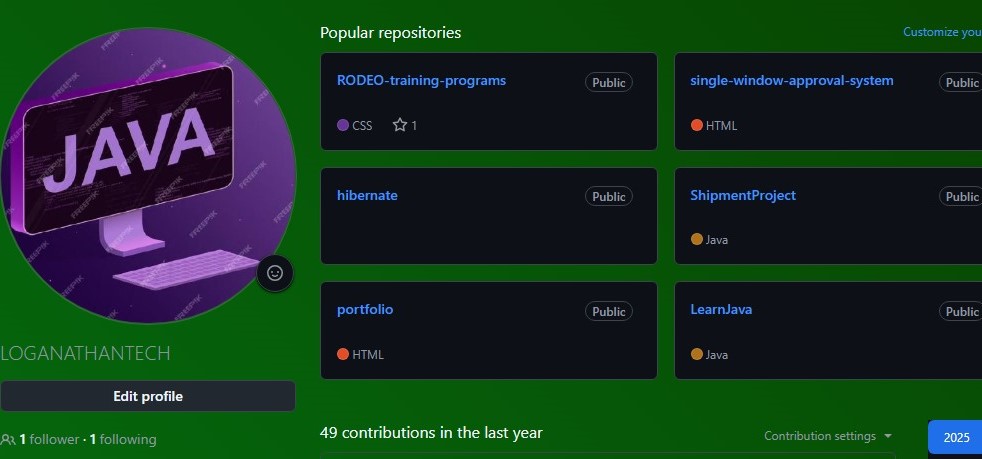 JAVA
LOGANATHANTECH
Edit profile
1 follower · 1 following
Popular repositories
Customize you
RODEO-training-programs
Public
CSS 1
single-window-approval-system
Public
HTML
hibernate
Public
ShipmentProject
Public
Java
portfolio
Public
HTML
LearnJava
Public
Java
49 contributions in the last year
Contribution settings
2025